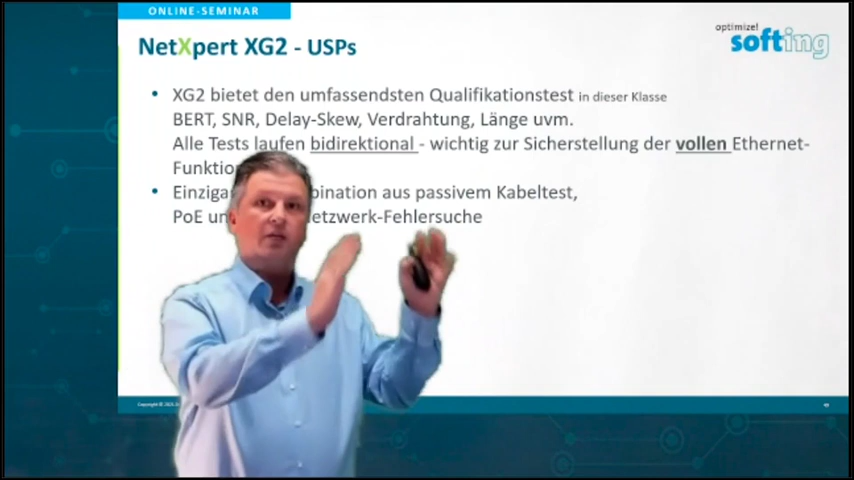 ONLINE-SEMINAR
NetXpert XG2 - USPs
optimize!
softing
• XG2 bietet den umfassendsten Qualifikationstest in dieser Klasse
BERT, SNR, Delay-Skew, Verdrahtung, Länge uvm.
Alle Tests laufen bidirektional - wichtig zur Sicherstellung der vollen Ethernet-
Funktio
• Einziga bination aus passivem Kabeltest,
PoE un etzwerk-Fehlersuche
Copyright ©